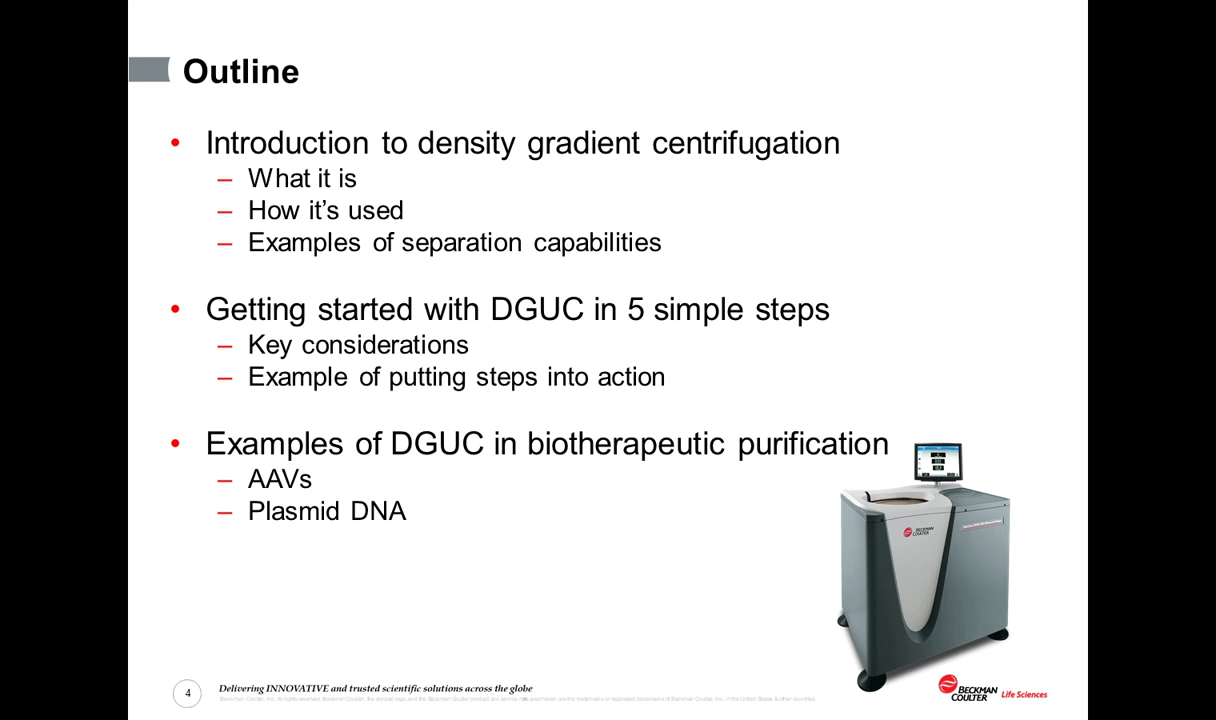 Outline
• Introduction to density gradient centrifugation
– What it is
– How it's used
– Examples of separation capabilities
• Getting started with DGUC in 5 simple steps
– Key considerations
– Example of putting steps into action
• Examples of DGUC in biotherapeutic purification
– AAVs
– Plasmid DNA
BECKMAN
COULTER
4
Delivering INNOVATIVE and trusted scientific solutions across the globe
BECKMAN
COULTER
Life Sciences